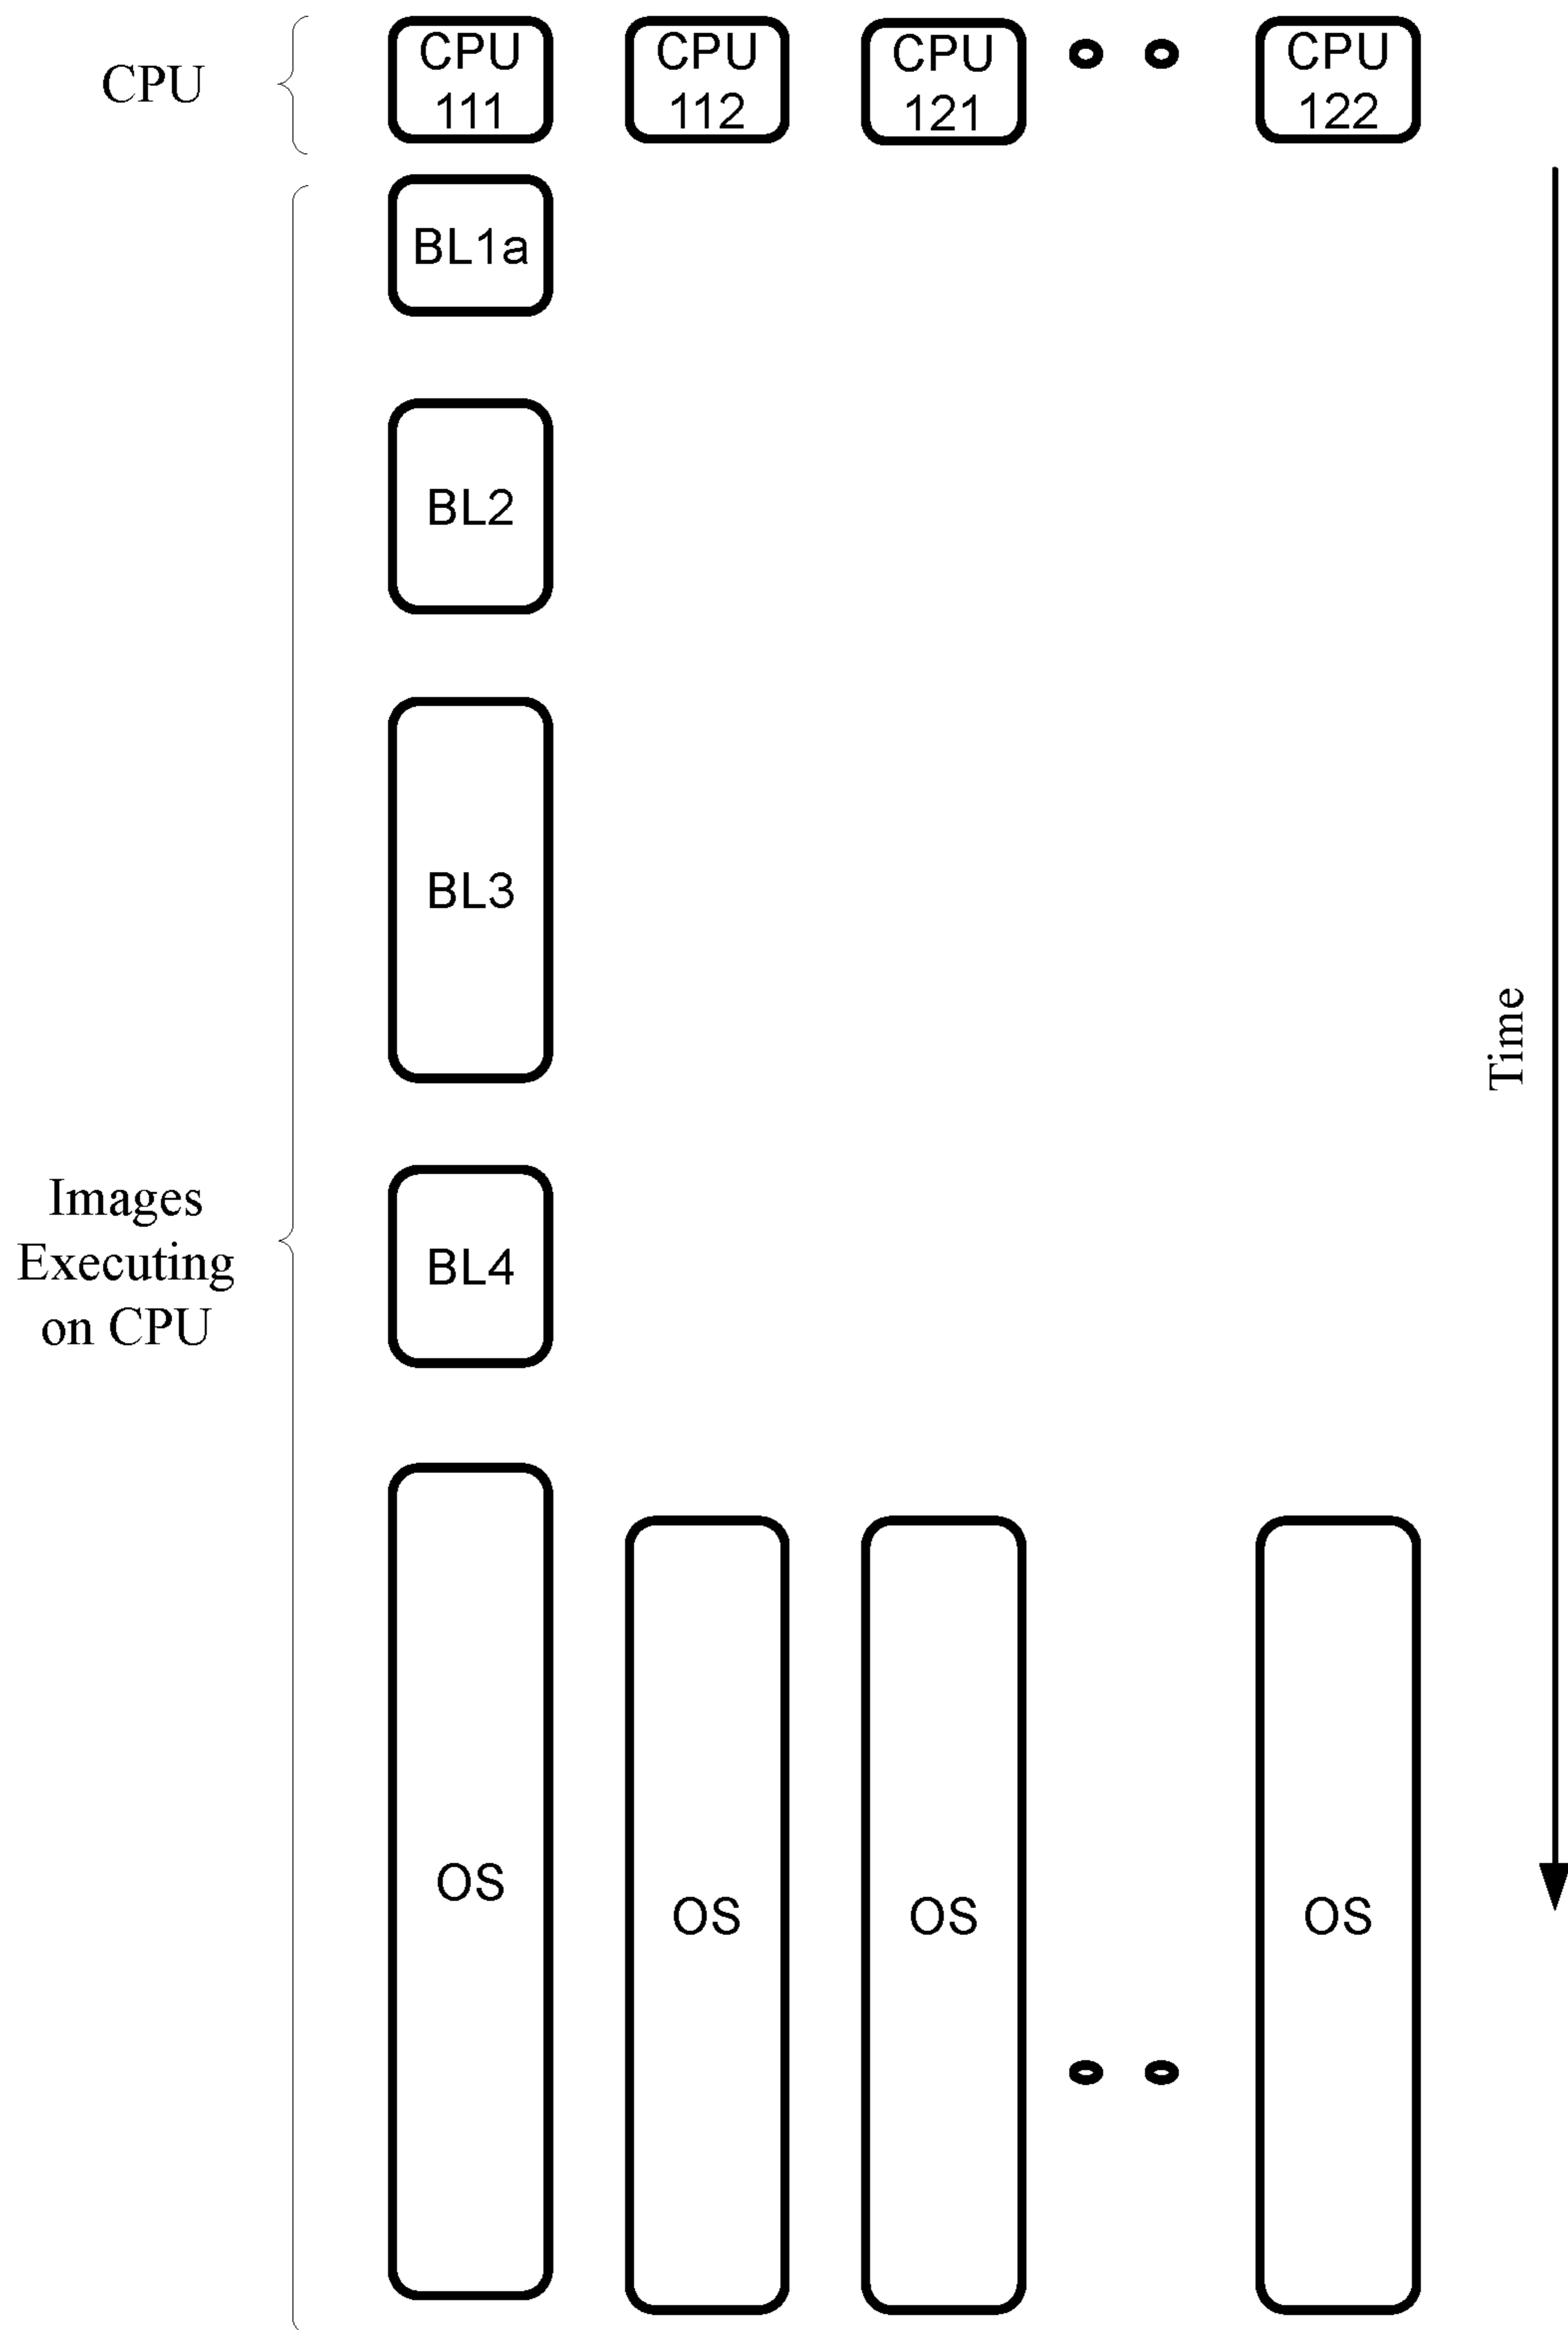 CPU
CPU
111
CPU
112
CPU
121
CPU
122
BL1a
BL2
BL3
Time
Images
Executing
on CPU
BL4
OS
OS
OS
OS